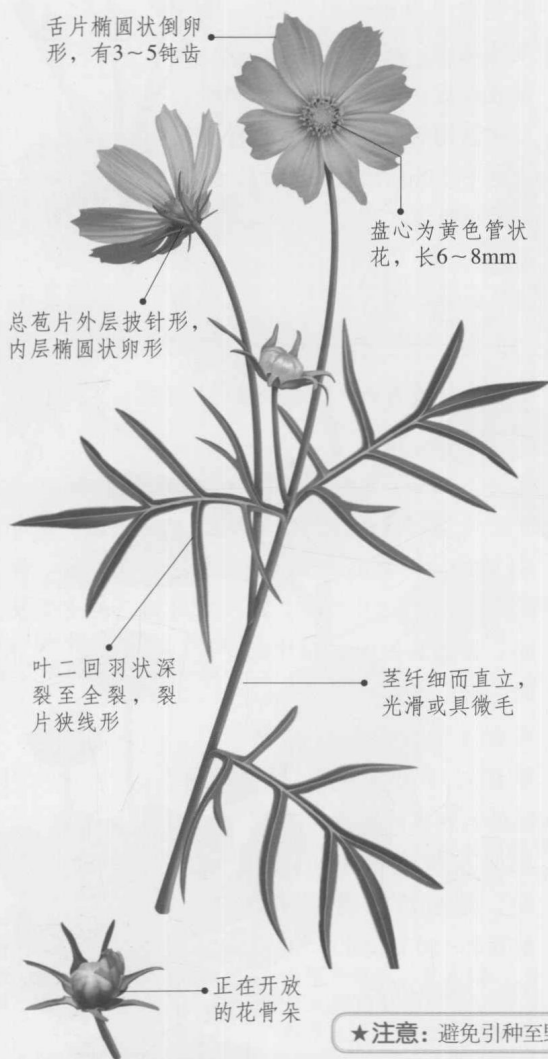 舌片椭圆状倒卵
形，有3～5钝齿
盘心为黄色管状
花，长6～8mm
总苞片外层披针形，
内层椭圆状卵形
叶二回羽状深
裂至全裂，裂
片狭线形
茎纤细而直立，
光滑或具微毛
正在开放
的花骨朵
★注意：避免引种至